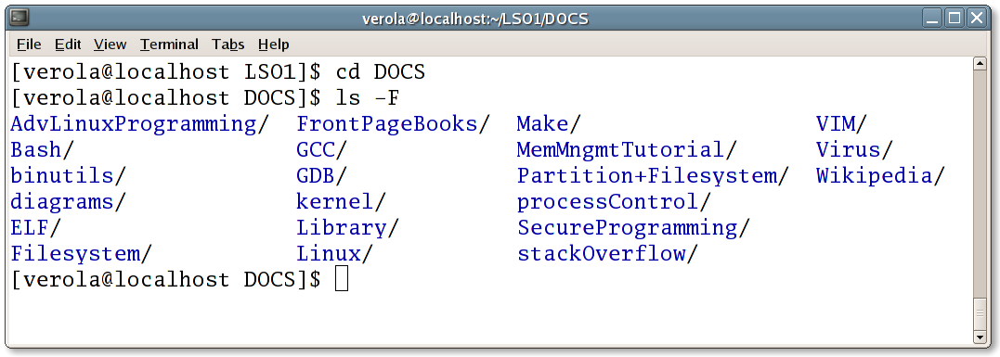 verola@localhost:~/LSO1/DOCS
File Edit View Terminal Tabs Help
[verola@localhost LSO1]$ cd DOCS
[verola@localhost DOCS]$ ls -F
AdvLinuxProgramming/ FrontPageBooks/ Make/ VIM/
Bash/ GCC/ MemMngmtTutorial/ Virus/
binutils/ GDB/ Partition+Filesystem/ Wikipedia/
diagrams/ kernel/ processControl/
ELF/ Library/ SecureProgramming/
Filesystem/ Linux/ stackOverflow/
[verola@localhost DOCS]$